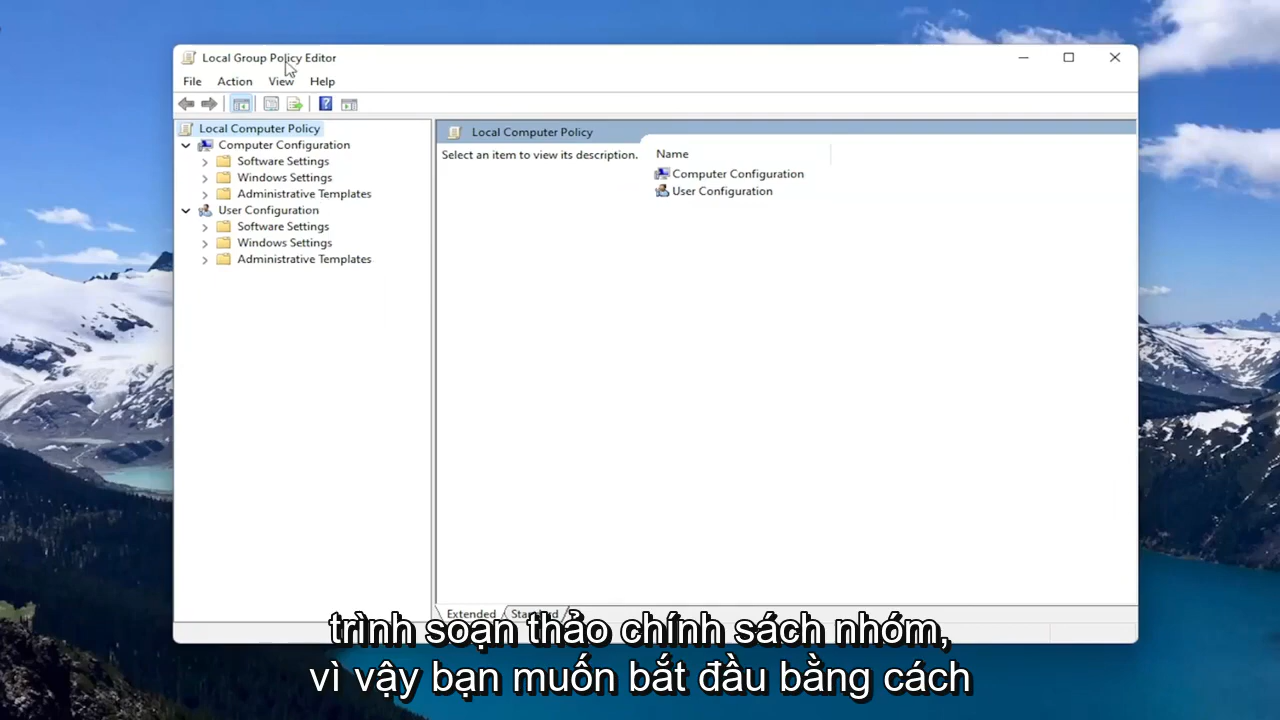 Local Group Policy Editor
File Action View Help
Local Computer Policy
Computer Configuration
Software Settings
Windows Settings
Administrative Templates
User Configuration
Software Settings
Windows Settings
Administrative Templates
Local Computer Policy
Select an item to view its description.
Name
Computer Configuration
User Configuration
Extended Standard
trình soạn thảo chính sách nhóm,
vì vậy bạn muốn bắt đầu bằng cách